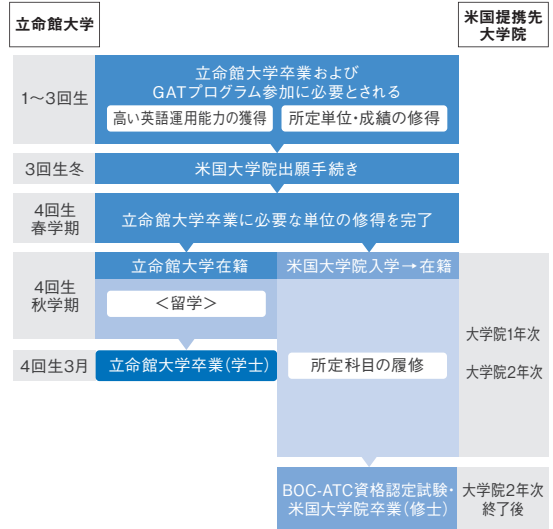 立命館大学
米国提携先
大学院
1〜3回生
立命館大学卒業および
GATプログラム参加に必要とされる
高い英語運用能力の獲得
所定単位・成績の修得
3回生冬
米国大学院出願手続き
4回生
春学期
立命館大学卒業に必要な単位の修得を完了
4回生
秋学期
立命館大学在籍
米国大学院入学→在籍
＜留学＞
大学院1年次
4回生3月
立命館大学卒業（学士）
所定科目の履修
大学院2年次
BOC-ATC資格認定試験・
米国大学院卒業（修士）
大学院2年次
終了後